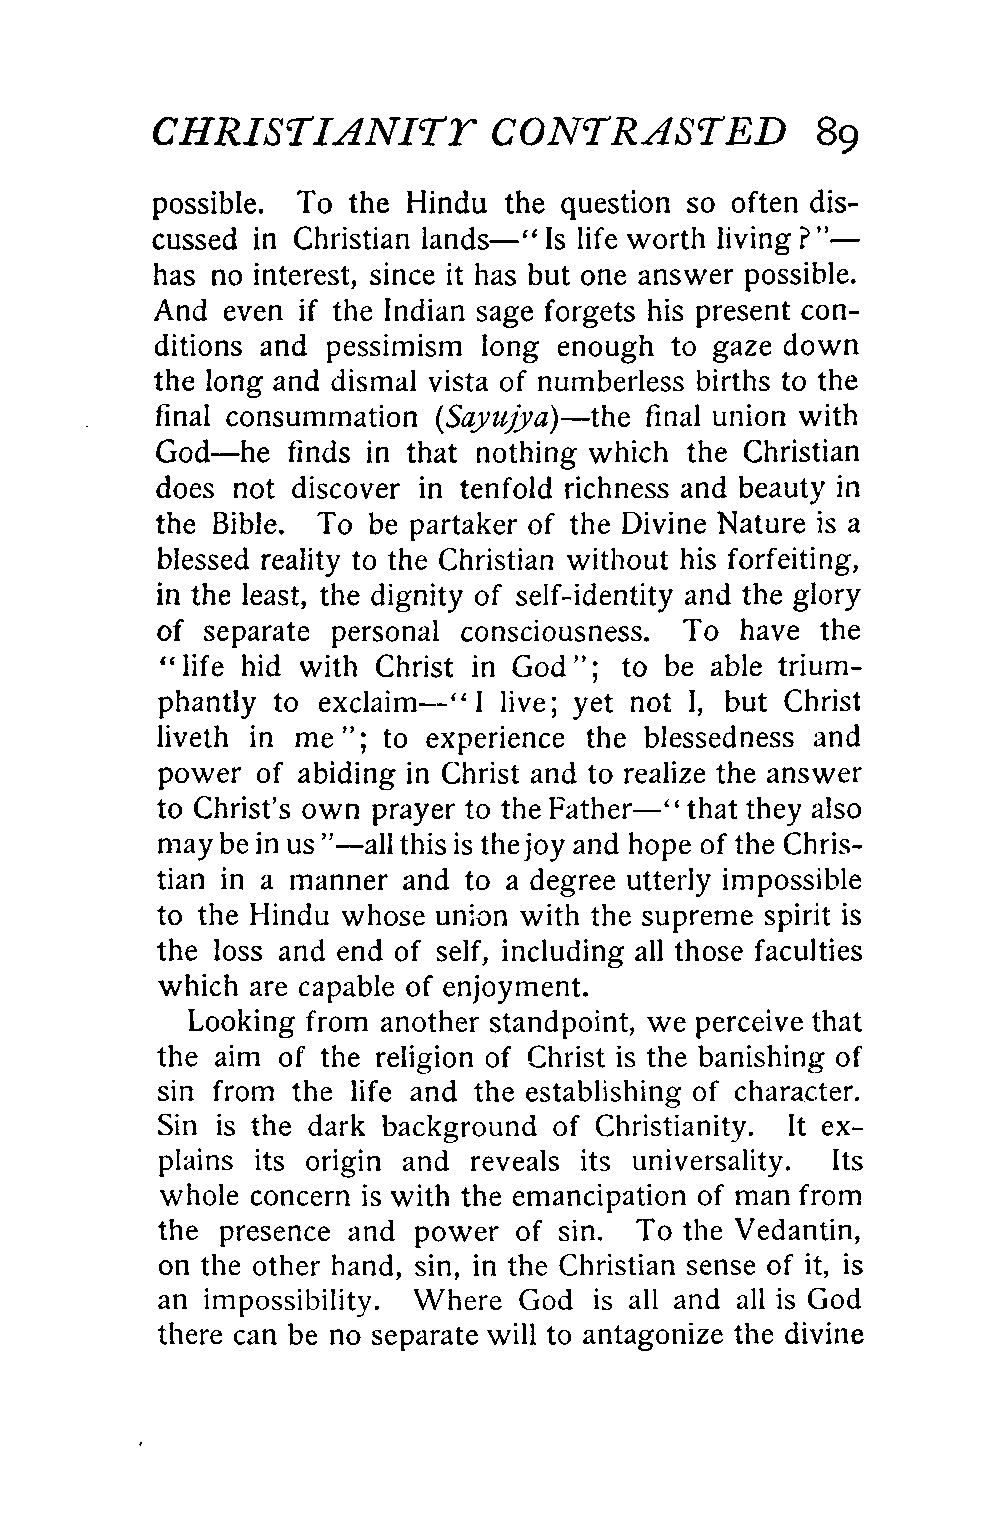 CHRISTIANITY CONTRASTED 89
possible. To the Hindu the question so often dis-
cussed in Christian lands—“Is life worth living?”—
has no interest, since it has but one answer possible.
And even if the Indian sage forgets his present con-
ditions and pessimism long enough to gaze down
the long and dismal vista of numberless births to the
final consummation (Sayujya)—the final union with
God—he finds in that nothing which the Christian
does not discover in tenfold richness and beauty in
the Bible. To be partaker of the Divine Nature is a
blessed reality to the Christian without his forfeiting,
in the least, the dignity of self-identity and the glory
of separate personal consciousness. To have the
“life hid with Christ in God”; to be able trium-
phantly to exclaim—“I live; yet not I, but Christ
liveth in me”; to experience the blessedness and
power of abiding in Christ and to realize the answer
to Christ's own prayer to the Father—“that they also
may be in us”—all this is the joy and hope of the Chris-
tian in a manner and to a degree utterly impossible
to the Hindu whose union with the supreme spirit is
the loss and end of self, including all those faculties
which are capable of enjoyment.
Looking from another standpoint, we perceive that
the aim of the religion of Christ is the banishing of
sin from the life and the establishing of character.
Sin is the dark background of Christianity. It ex-
plains its origin and reveals its universality. Its
whole concern is with the emancipation of man from
the presence and power of sin. To the Vedantin,
on the other hand, sin, in the Christian sense of it, is
an impossibility. Where God is all and all is God
there can be no separate will to antagonize the divine